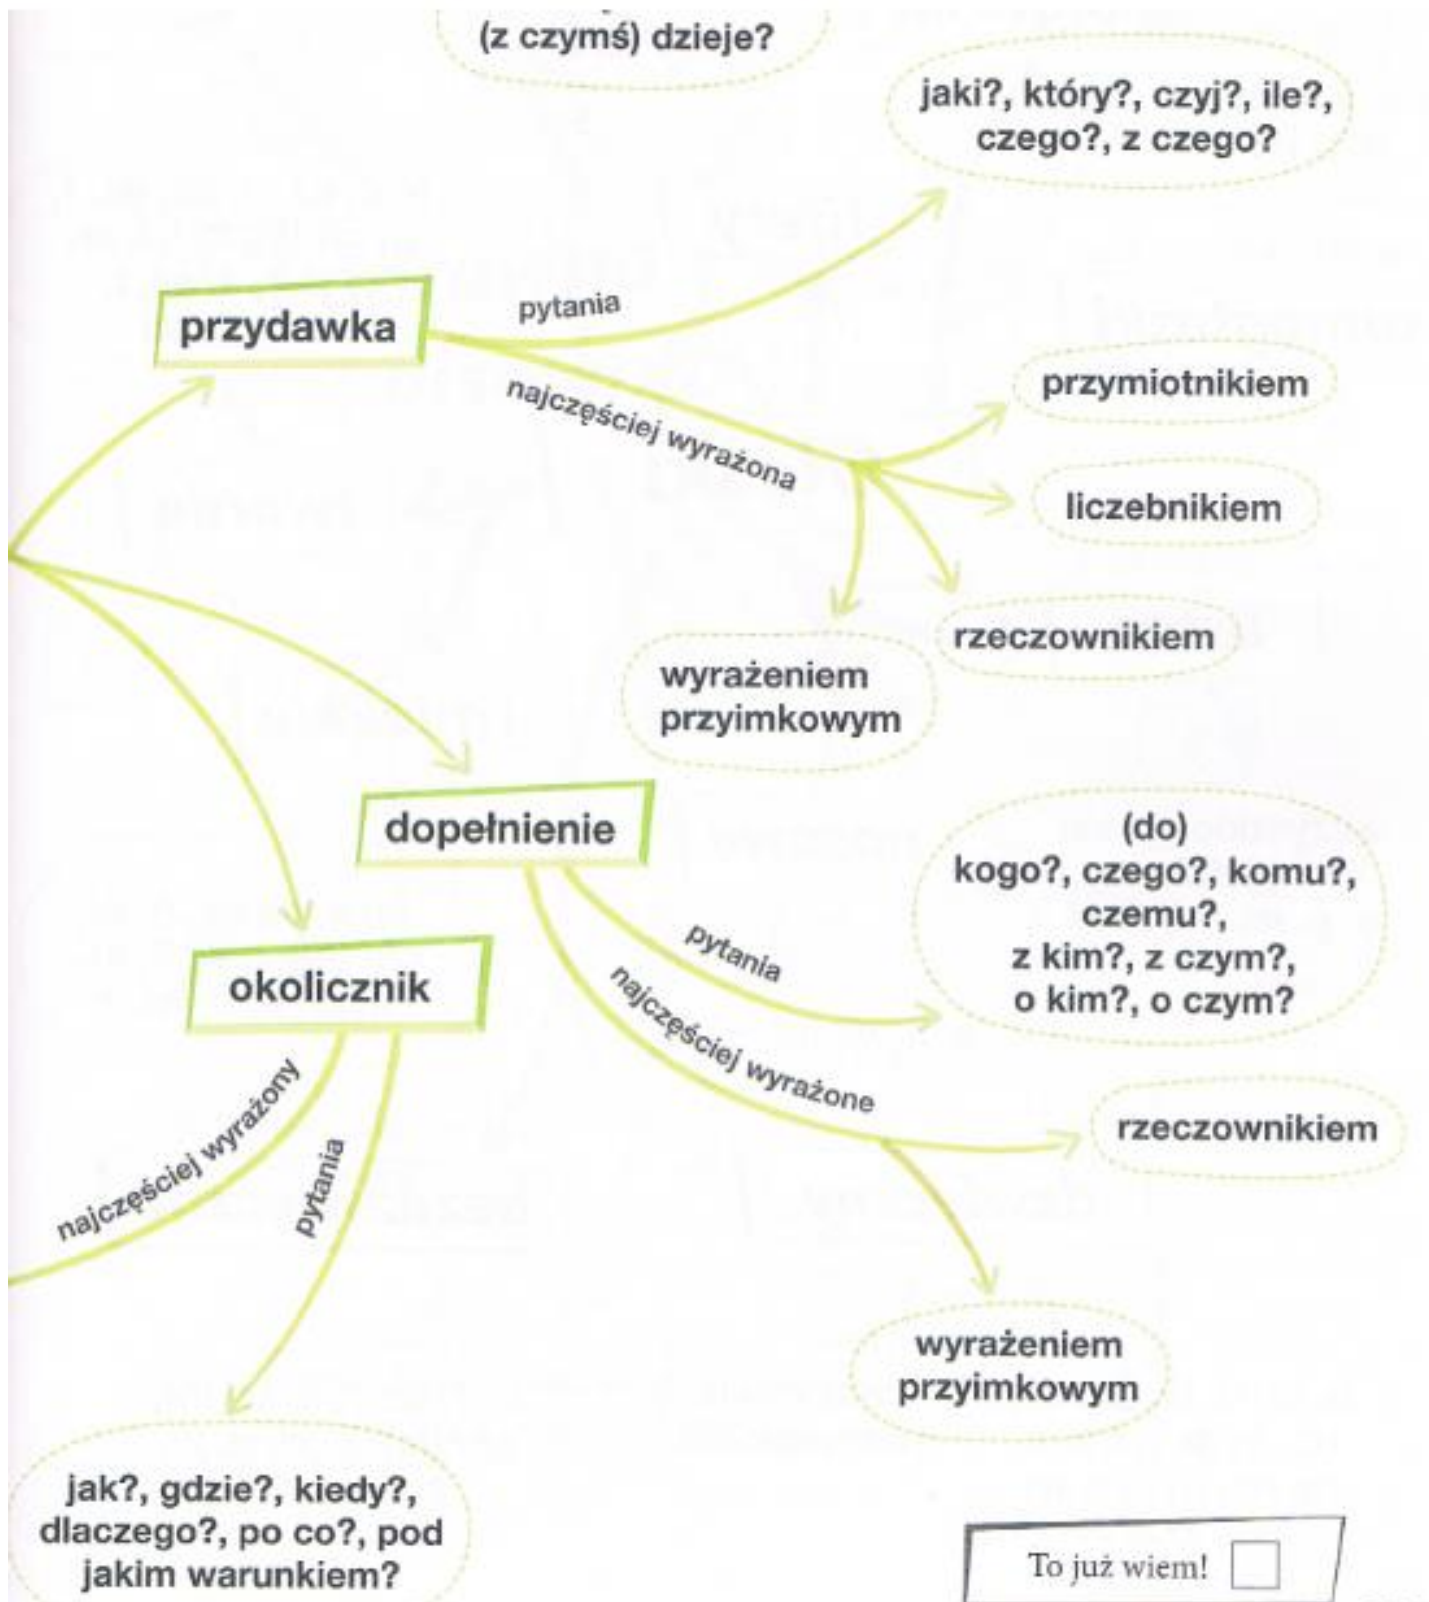 (z czymś) dzieje?
jaki?, który?, czyj?, ile?,
czego?, z czego?
przydawka
pytania
najczęściej wyrażona
przymiotnikiem
liczebnikiem
rzeczownikiem
wyrażeniem
przyimkowym
dopełnienie
pytania
(do)
kogo?, czego?, komu?,
czemu?,
z kim?, z czym?,
o kim?, o czym?
najczęściej wyrażone
rzeczownikiem
wyrażeniem
przyimkowym
okolicznik
najczęściej wyrażony
pytania
jak?, gdzie?, kiedy?,
dlaczego?, po co?, pod
jakim warunkiem?
To już wiem!